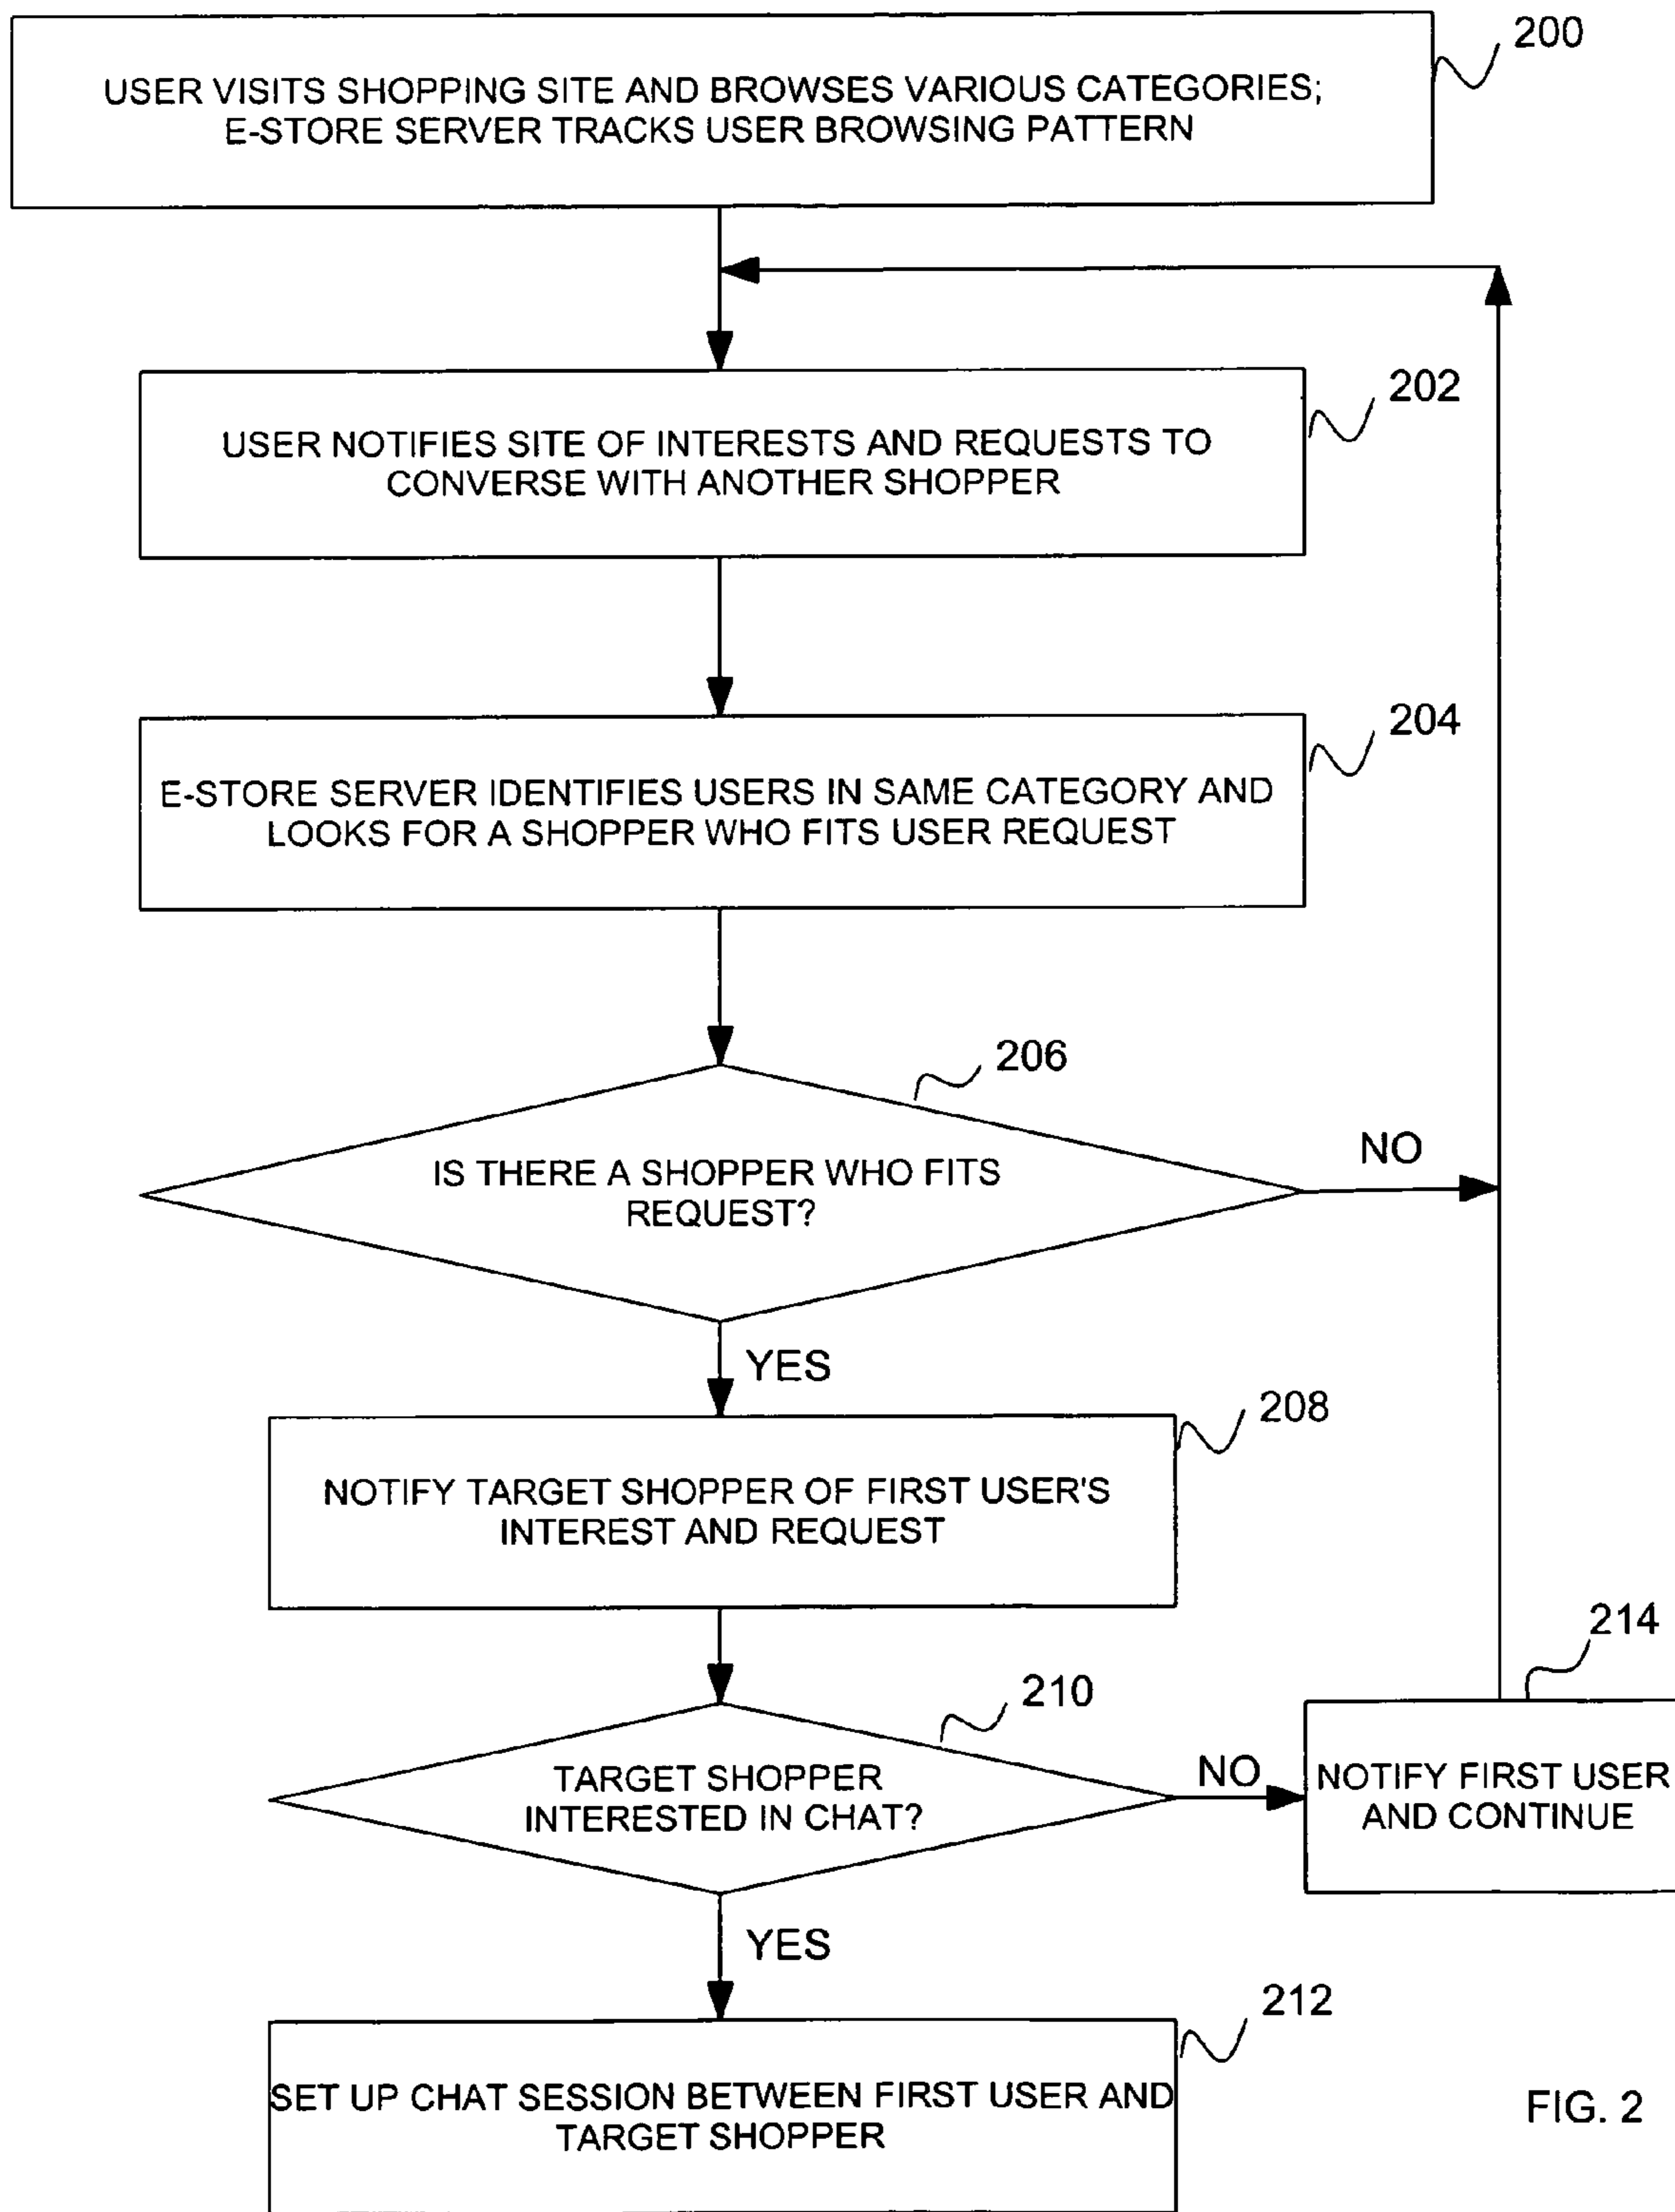 200
USER VISITS SHOPPING SITE AND BROWSES VARIOUS CATEGORIES;
E-STORE SERVER TRACKS USER BROWSING PATTERN
202
USER NOTIFIES SITE OF INTERESTS AND REQUESTS TO
CONVERSE WITH ANOTHER SHOPPER
204
E-STORE SERVER IDENTIFIES USERS IN SAME CATEGORY AND
LOOKS FOR A SHOPPER WHO FITS USER REQUEST
206
IS THERE A SHOPPER WHO FITS
REQUEST?
NO
YES
208
NOTIFY TARGET SHOPPER OF FIRST USER'S
INTEREST AND REQUEST
210
TARGET SHOPPER
INTERESTED IN CHAT?
NO
214
NOTIFY FIRST USER
AND CONTINUE
YES
212
SET UP CHAT SESSION BETWEEN FIRST USER AND
TARGET SHOPPER
FIG. 2